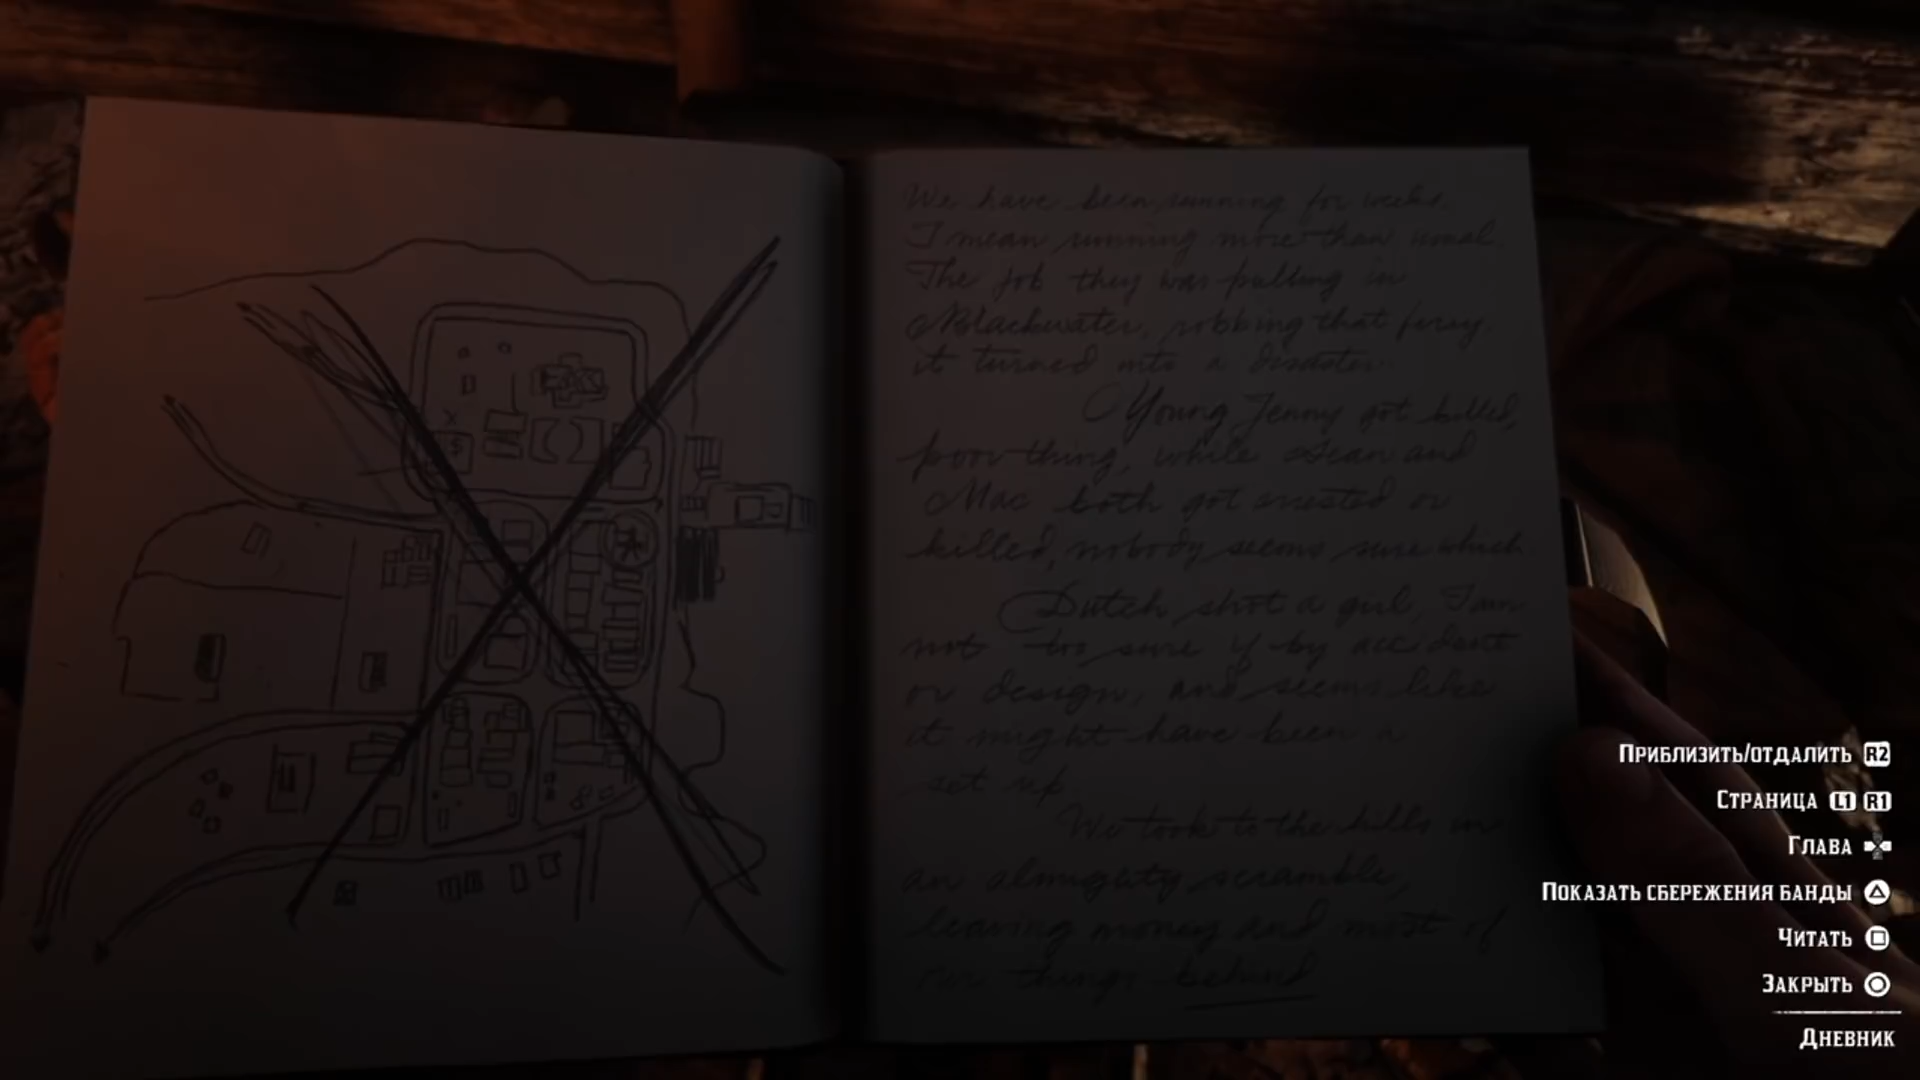 We have been running for weeks.
I mean running more than usual.
The job they was pulling in
Blackwater, robbing that ferry
it turned into a disaster..
Young Jenny got killed,
poor thing, while Sean and
Mac both got arrested or
killed, nobody seems sure which.
Dutch shot a girl, I am
not too sure if by accident
or design, and seems like
it might have been a
set up.
We took to the hills in
an almighty scramble,
leaving money and most of
our things behind
Приблизить/отдалить R2
Страница L1 R1
Глава
Показать сбережения банды
Читать
Закрыть
Дневник